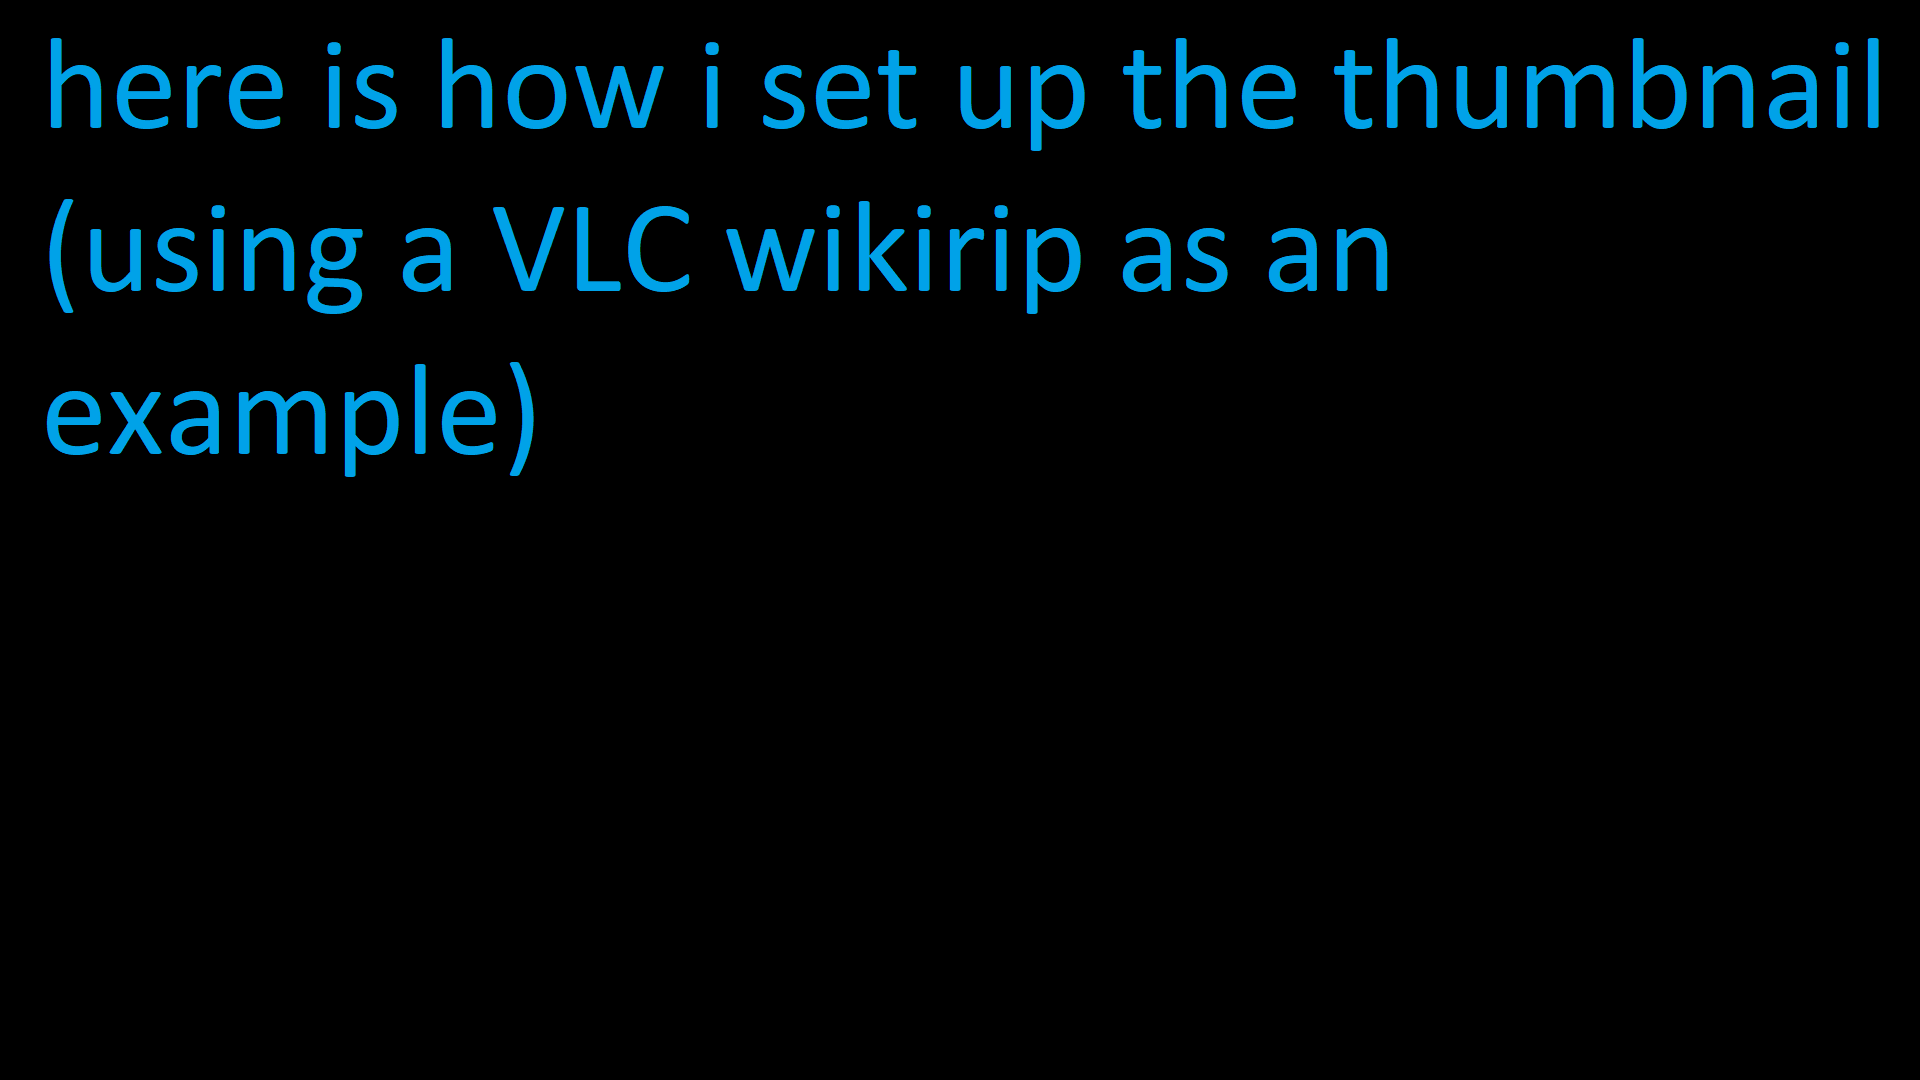 here is how i set up the thumbnail
(using a VLC wikirip as an
example)